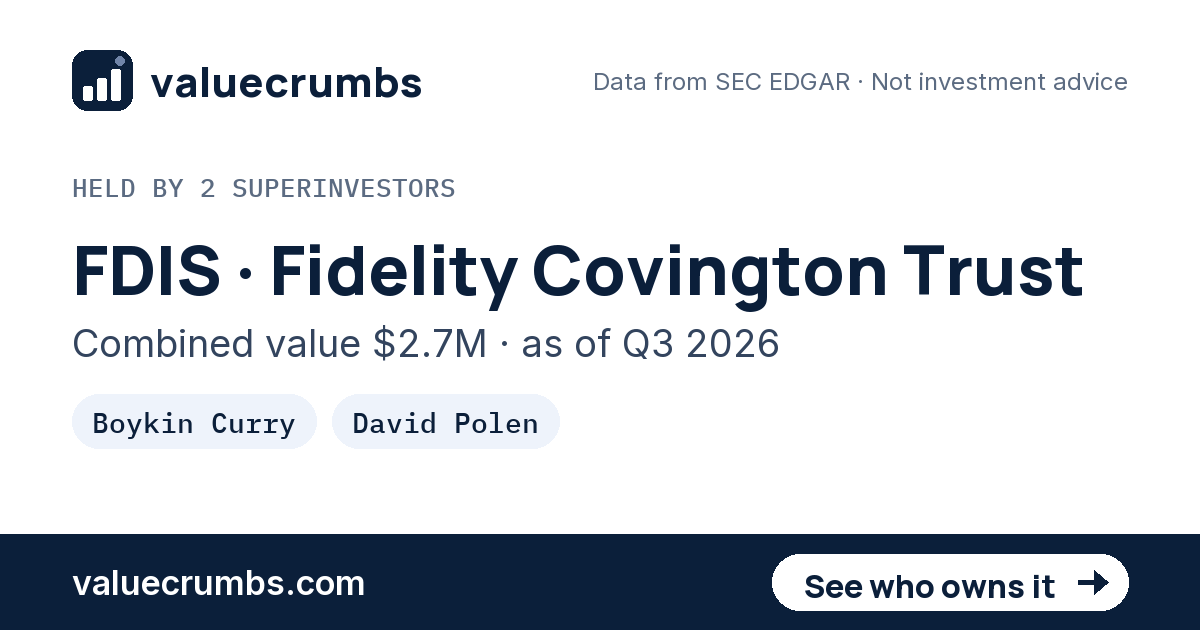 valuecrumbs
Data from SEC EDGAR · Not investment advice
HELD BY 2 SUPERINVESTORS
FDIS · Fidelity Covington Trust
Combined value $2.7M · as of Q3 2026
Boykin Curry
David Polen
valuecrumbs.com
See who owns it →